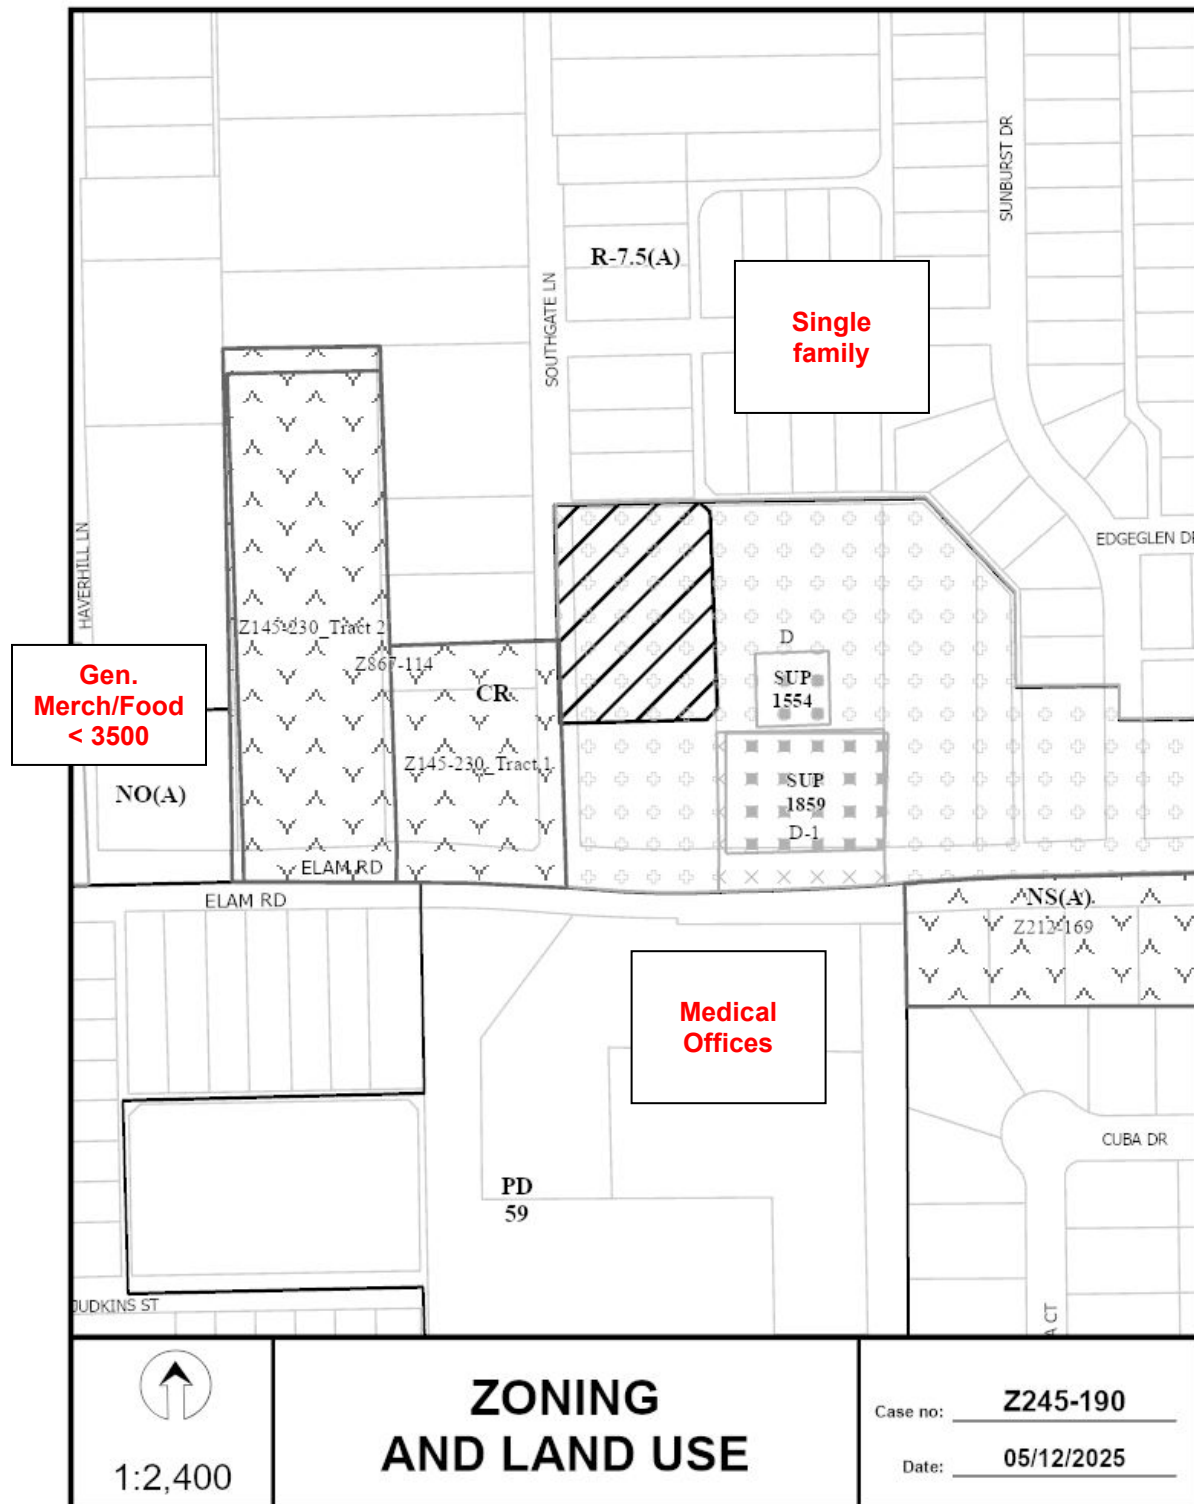 SUNBURST DR
R-7.5(A)
SOUTHGATE LN
Single
family
HAVERHILL LN
EDGEGLEN DR
Z145-230_Tract 2
D
Gen.
Merch/Food
< 3500
Z867-114
CR
SUP
1554
Z145-230_Tract 1
SUP
1859
D-1
NO(A)
ELAM RD
ELAM RD
NS(A)
Z212-169
Medical
Offices
CUBA DR
PD
59
JUDKINS ST
A CT
1:2,400
ZONING
AND LAND USE
Case no: Z245-190
Date: 05/12/2025